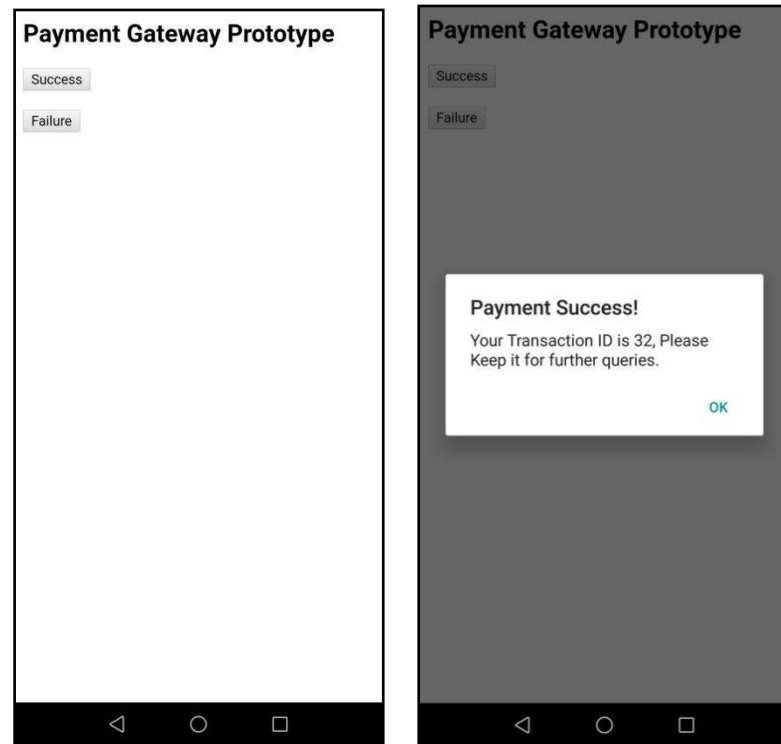 Payment Gateway Prototype
Success
Failure
Payment Gateway Prototype
Success
Failure
Payment Success!
Your Transaction ID is 32, Please
Keep it for further queries.
OK